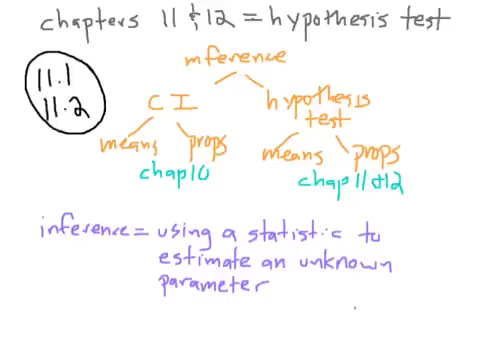 chapters 11 & 12 = hypothesis test
11.1
11.2
inference
CI
hypothesis
test
means props
means props
chap 10
chap 11 + 12
inference = using a statistic to
estimate an unknown
parameter